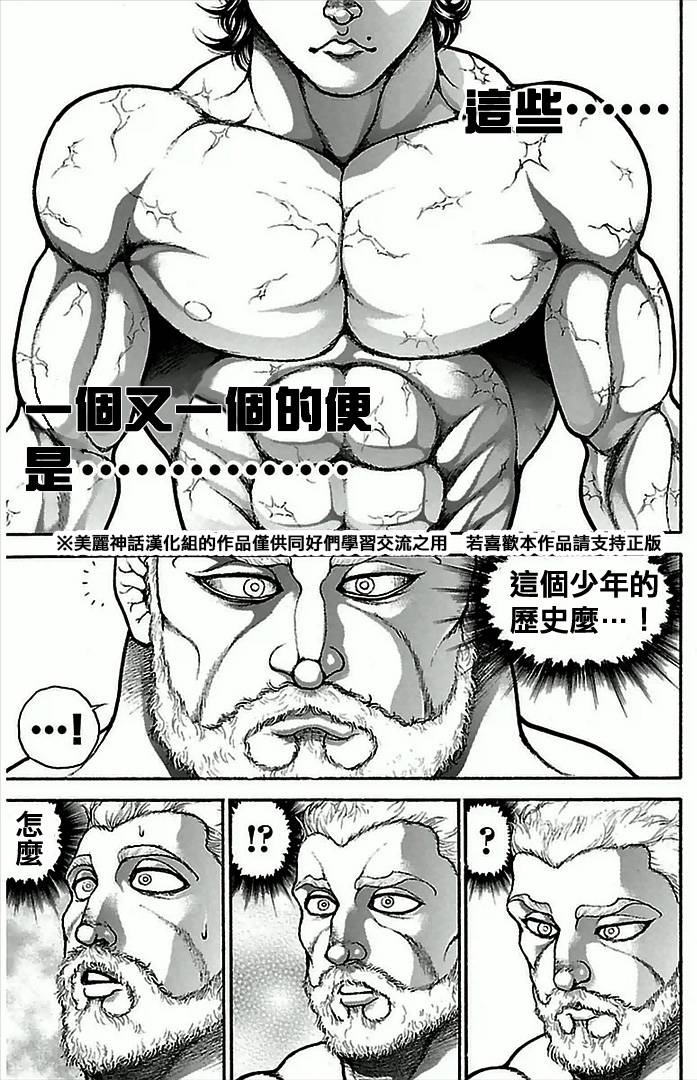 這些⋯⋯
一個又一個的便
是⋯⋯⋯⋯⋯
※美麗神話漢化組的作品僅供同好們學習交流之用　若喜歡本作品請支持正版
這個少年的
歷史麼⋯！
⋯！
？
！？
怎麼